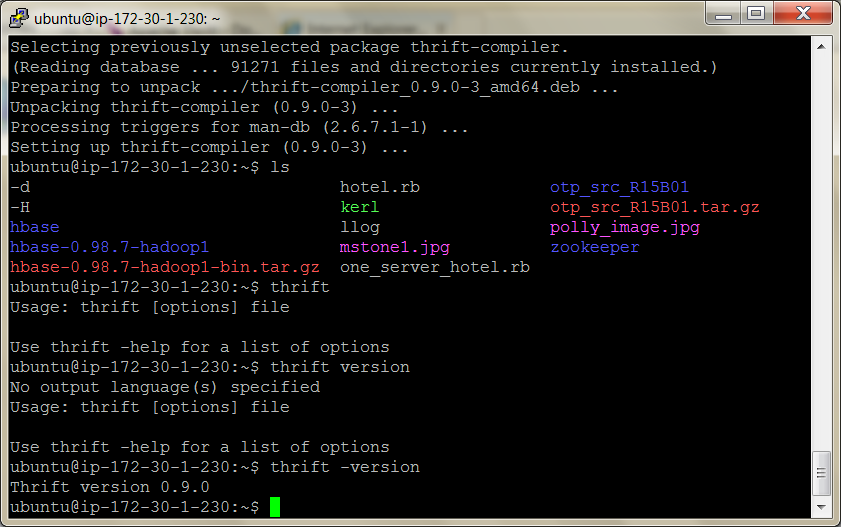 ubuntu@ip-172-30-1-230: ~
Selecting previously unselected package thrift-compiler.
(Reading database ... 91271 files and directories currently installed.)
Preparing to unpack .../thrift-compiler_0.9.0-3_amd64.deb ...
Unpacking thrift-compiler (0.9.0-3) ...
Processing triggers for man-db (2.6.7.1-1) ...
Setting up thrift-compiler (0.9.0-3) ...
ubuntu@ip-172-30-1-230:~$ ls
-d hotel.rb otp_src_R15B01
-H kerl otp_src_R15B01.tar.gz
hbase llog polly_image.jpg
hbase-0.98.7-hadoop1 mstone1.jpg zookeeper
hbase-0.98.7-hadoop1-bin.tar.gz one_server_hotel.rb
ubuntu@ip-172-30-1-230:~$ thrift
Usage: thrift [options] file

Use thrift -help for a list of options
ubuntu@ip-172-30-1-230:~$ thrift version
No output language(s) specified
Usage: thrift [options] file

Use thrift -help for a list of options
ubuntu@ip-172-30-1-230:~$ thrift -version
Thrift version 0.9.0
ubuntu@ip-172-30-1-230:~$